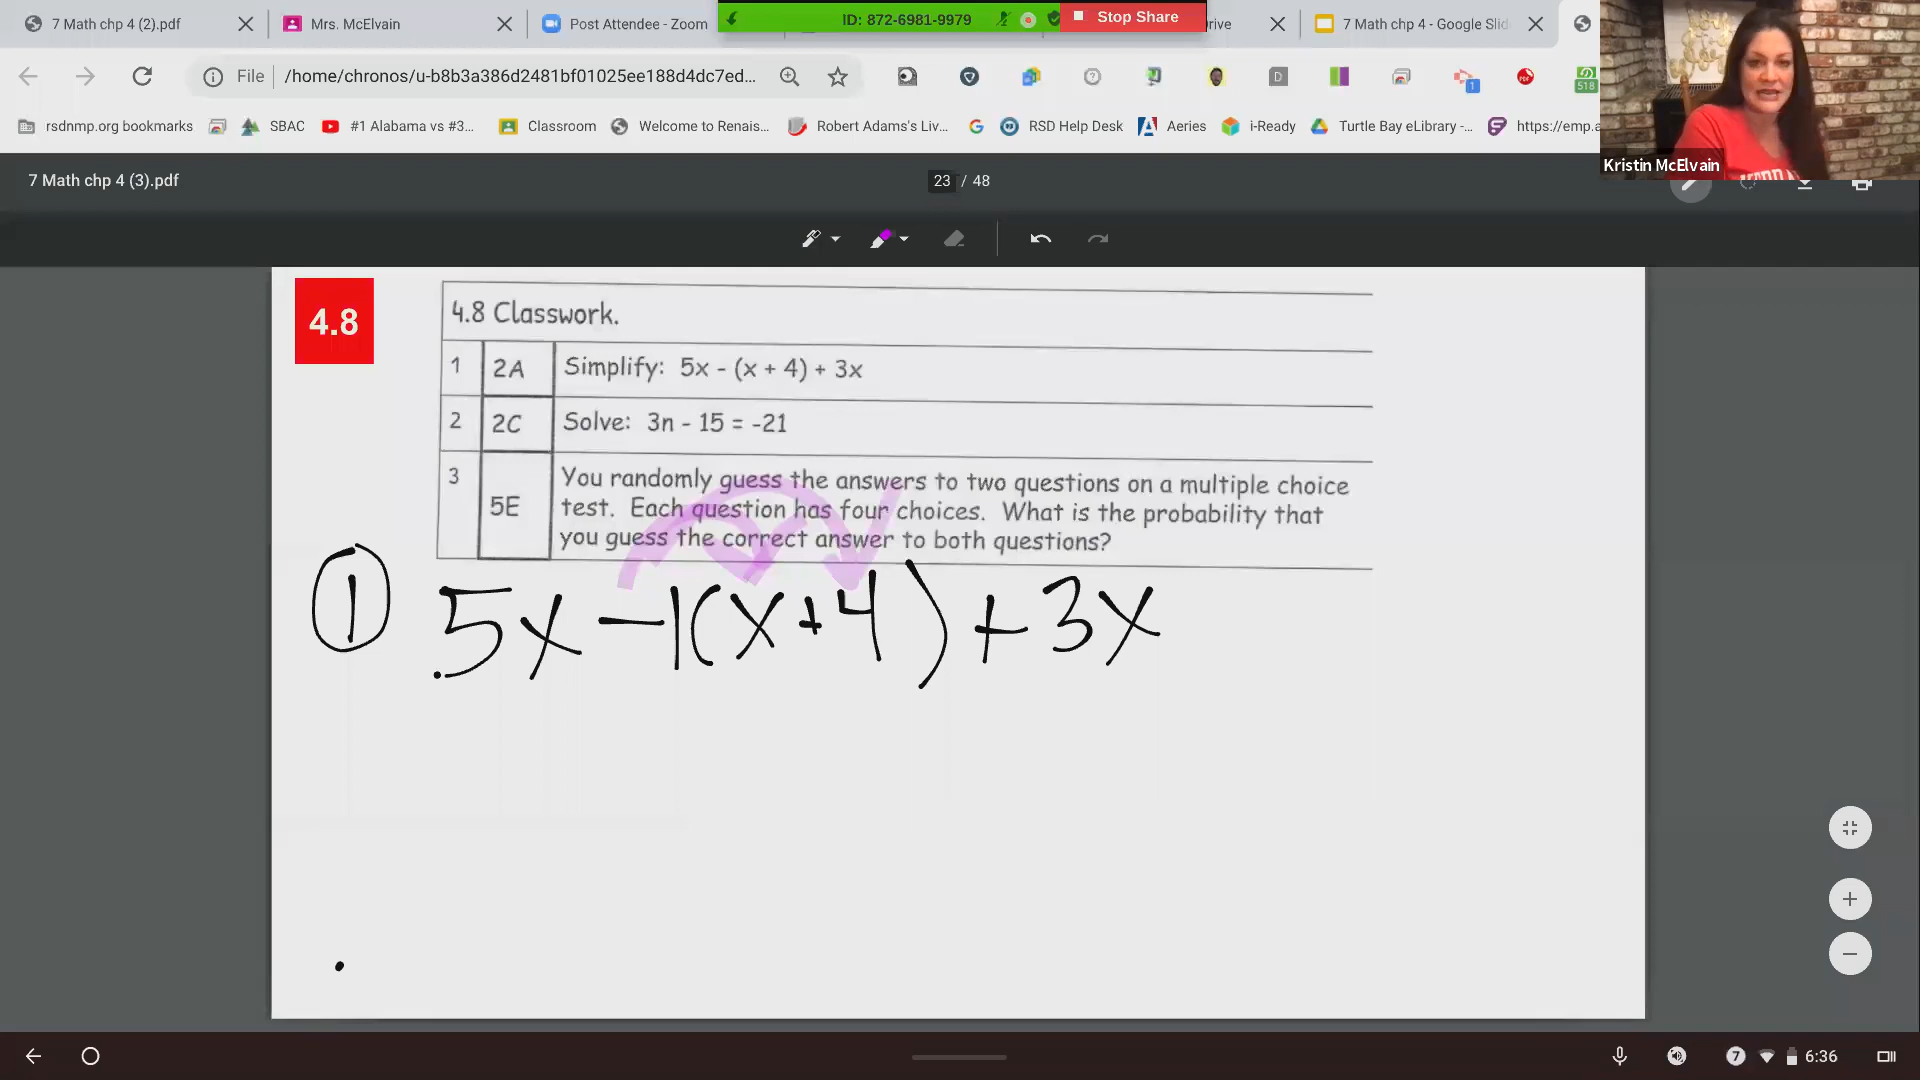 7 Math chp 4 (2).pdf
Mrs. McElvain
Post Attendee - Zoom
ID: 872-6981-9979
Stop Share
rive
7 Math chp 4 - Google Slid
File
/home/chronos/u-b8b3a386d2481bf01025ee188d4dc7ed...
D
1
PDF
518
rsdnmp.org bookmarks
SBAC
#1 Alabama vs #3...
Classroom
Welcome to Renais...
Robert Adams's Liv...
RSD Help Desk
Aeries
i-Ready
Turtle Bay eLibrary -...
https://emp.a
Kristin McElvain
7 Math chp 4 (3).pdf
23 / 48
4.8
4.8 Classwork.
1 2A Simplify: 5x - (x + 4) + 3x
2 2C Solve: 3n - 15 = -21
3 5E You randomly guess the answers to two questions on a multiple choice
test. Each question has four choices. What is the probability that
you guess the correct answer to both questions?
1 5x -1(x+4) +3x
7
6:36